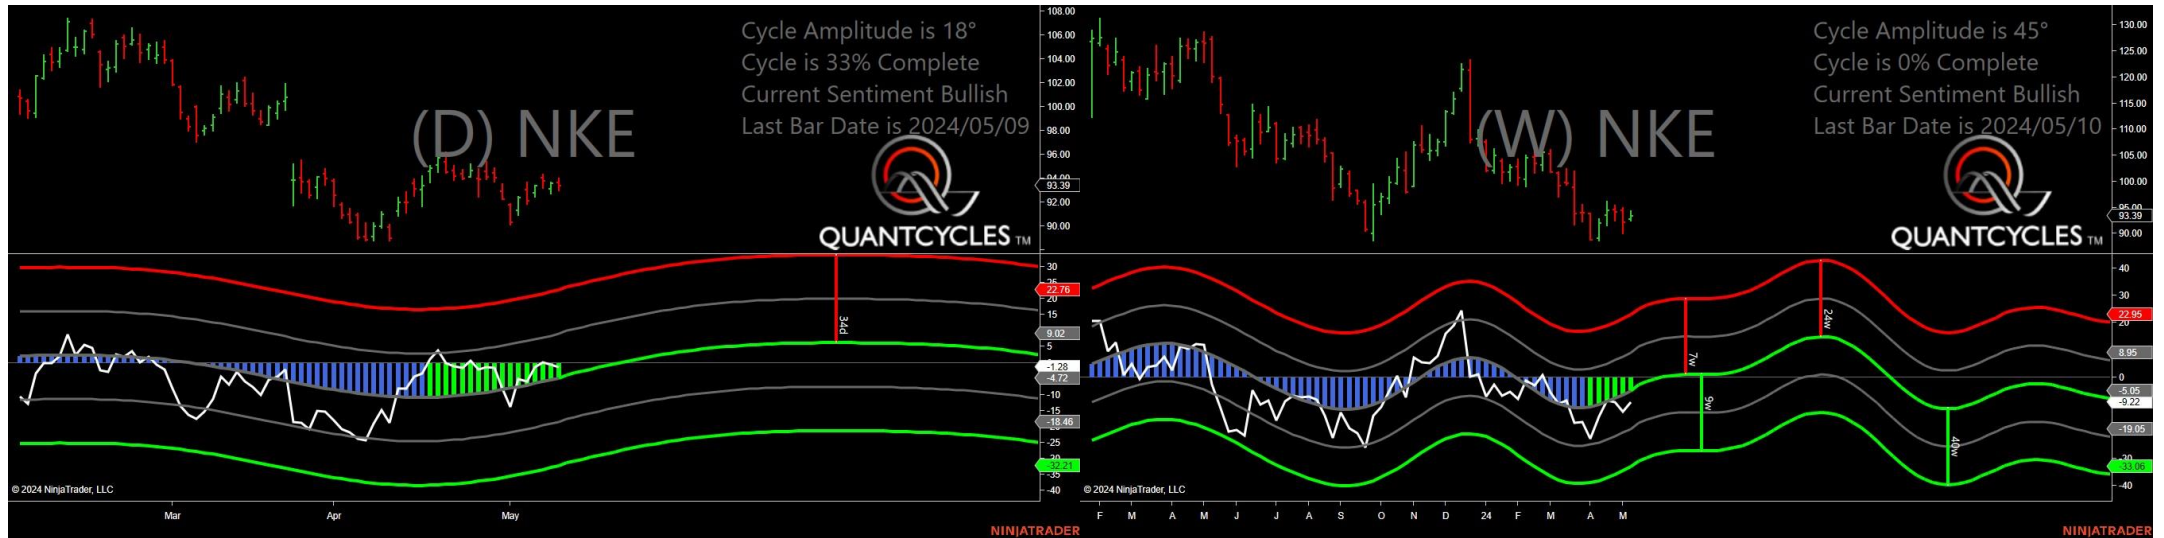 Cycle Amplitude is 18°
Cycle is 33% Complete
Current Sentiment Bullish
Last Bar Date is 2024/05/09
(D) NKE
QUANTCYCLES TM
108.00
106.00
104.00
102.00
100.00
98.00
96.00
94.00
93.39
92.00
90.00
30
22.76
20
15
9.02
5
-1.28
-4.72
-10
-15
-18.46
-25
-32.21
-35
-40
34d
© 2024 NinjaTrader, LLC
Mar Apr May
NINJATRADER
Cycle Amplitude is 45°
Cycle is 0% Complete
Current Sentiment Bullish
Last Bar Date is 2024/05/10
(W) NKE
QUANTCYCLES TM
130.00
125.00
120.00
115.00
110.00
105.00
100.00
95.00
93.39
90.00
40
30
22.95
20
8.95
0
-5.05
-9.22
-19.05
-30
-33.06
-40
7w
9w
24w
40w
© 2024 NinjaTrader, LLC
F M A M J J A S O N D 24 F M A M
NINJATRADER